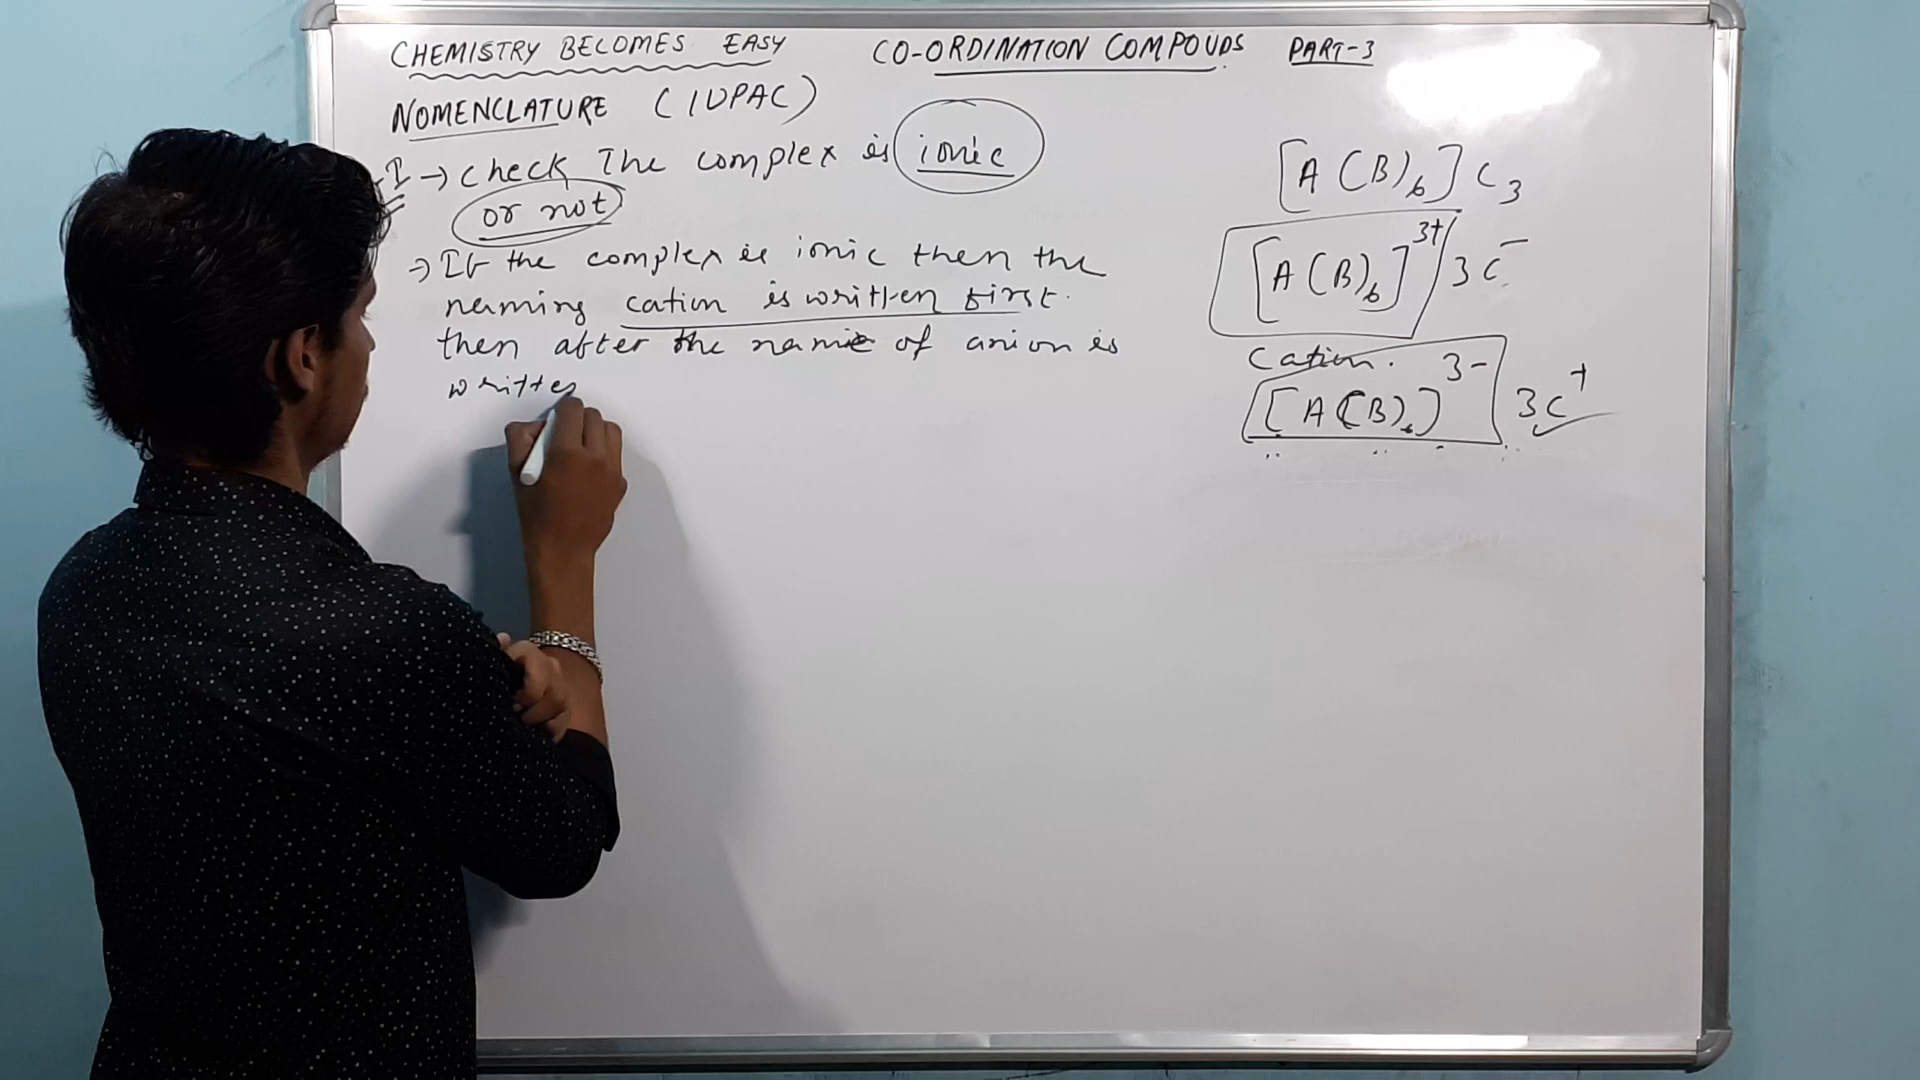 CHEMISTRY BECOMES EASY CO-ORDINATION COMPOUDS PART-3
NOMENCLATURE (IUPAC)
I → check The complex is ionic
or not
→ If the complex is ionic then the
naming cation is written first.
then after the name of anion is
written
[A(B)6]C3
[A(B)6]3+ 3C-
Cation.
[A(B)6]3- 3C+